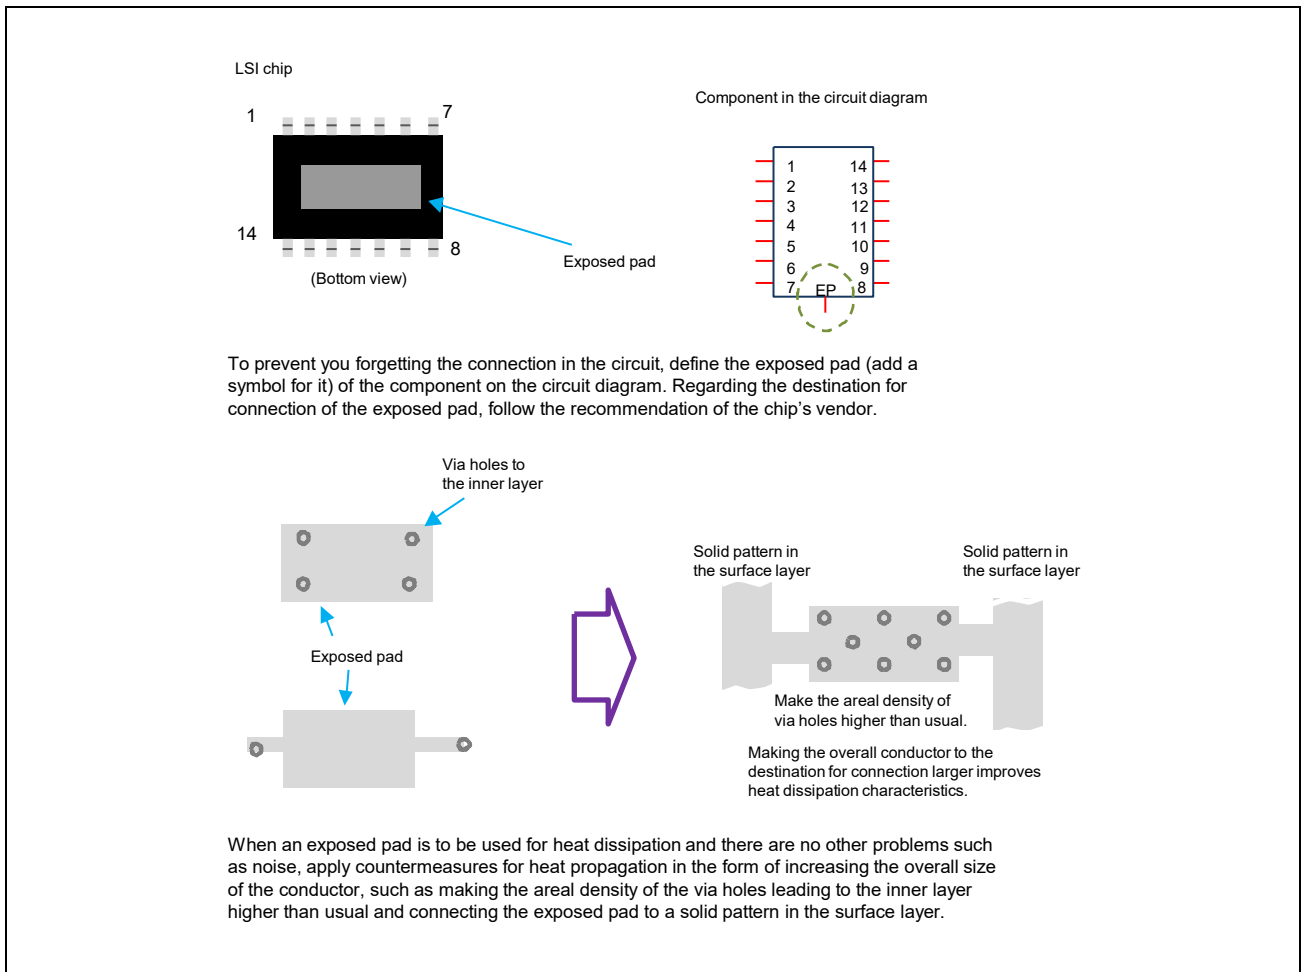 LSI chip
1
7
14
8
(Bottom view)
Exposed pad
Component in the circuit diagram
1 14
2 13
3 12
4 11
5 10
6 9
7 EP 8
To prevent you forgetting the connection in the circuit, define the exposed pad (add a
symbol for it) of the component on the circuit diagram. Regarding the destination for
connection of the exposed pad, follow the recommendation of the chip's vendor.
Via holes to
the inner layer
Exposed pad
Solid pattern in
the surface layer
Solid pattern in
the surface layer
Make the areal density of
via holes higher than usual.
Making the overall conductor to the
destination for connection larger improves
heat dissipation characteristics.
When an exposed pad is to be used for heat dissipation and there are no other problems such
as noise, apply countermeasures for heat propagation in the form of increasing the overall size
of the conductor, such as making the areal density of the via holes leading to the inner layer
higher than usual and connecting the exposed pad to a solid pattern in the surface layer.